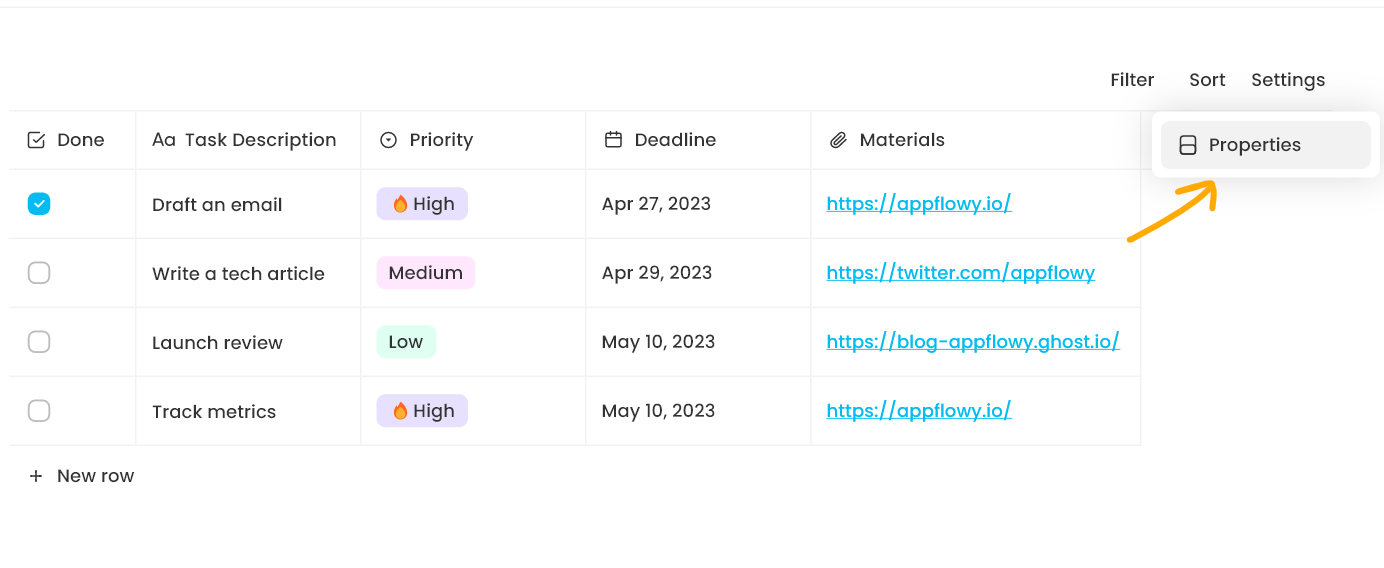 Filter Sort Settings
Done Aa Task Description Priority Deadline Materials Properties
Draft an email High Apr 27, 2023 https://appflowy.io/
Write a tech article Medium Apr 29, 2023 https://twitter.com/appflowy
Launch review Low May 10, 2023 https://blog-appflowy.ghost.io/
Track metrics High May 10, 2023 https://appflowy.io/
+ New row